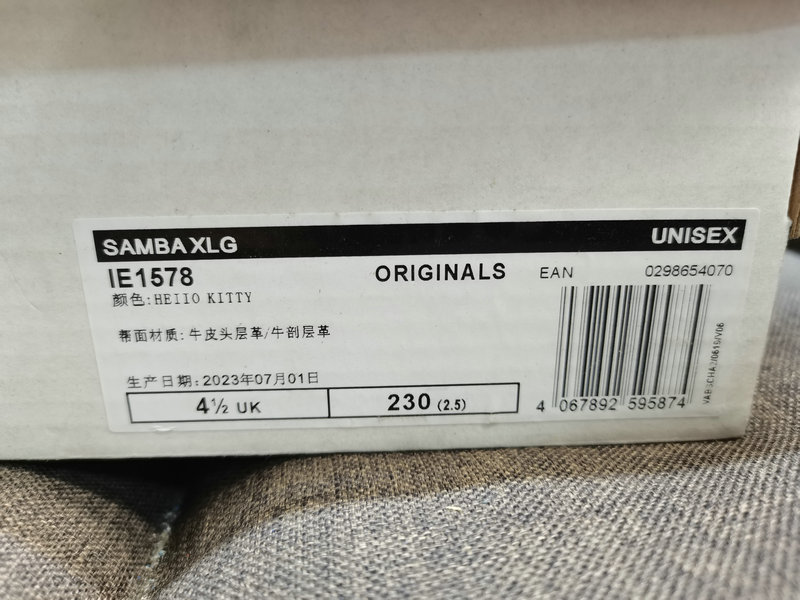 SAMBA XLG UNISEX
IE1578 ORIGINALS EAN 0298654070
颜色:HEIIO KITTY
帮面材质:牛皮头层革/牛剖层革
生产日期:2023年07月01日
4½ UK 230 (2.5)
4 067892 595874